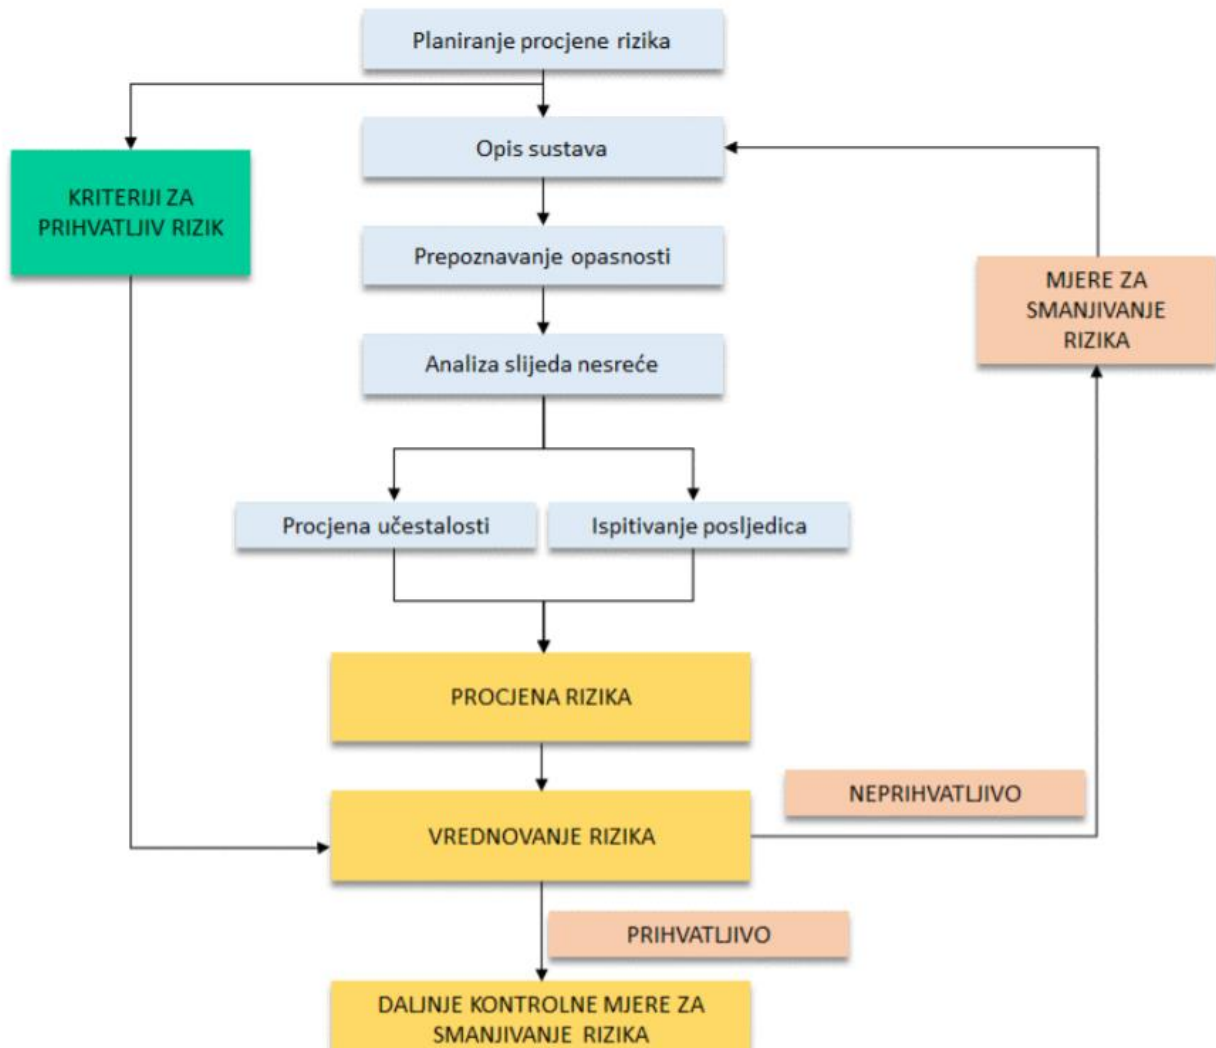 Planiranje procjene rizika
Opis sustava
KRITERIJI ZA
PRIHVATLJIV RIZIK
Prepoznavanje opasnosti
MJERE ZA
SMANJIVANJE
RIZIKA
Analiza slijeda nesreće
Procjena učestalosti
Ispitivanje posljedica
PROCJENA RIZIKA
NEPRIHVATLJIVO
VREDNOVANJE RIZIKA
PRIHVATLJIVO
DALJNJE KONTROLNE MJERE ZA
SMANJIVANJE RIZIKA